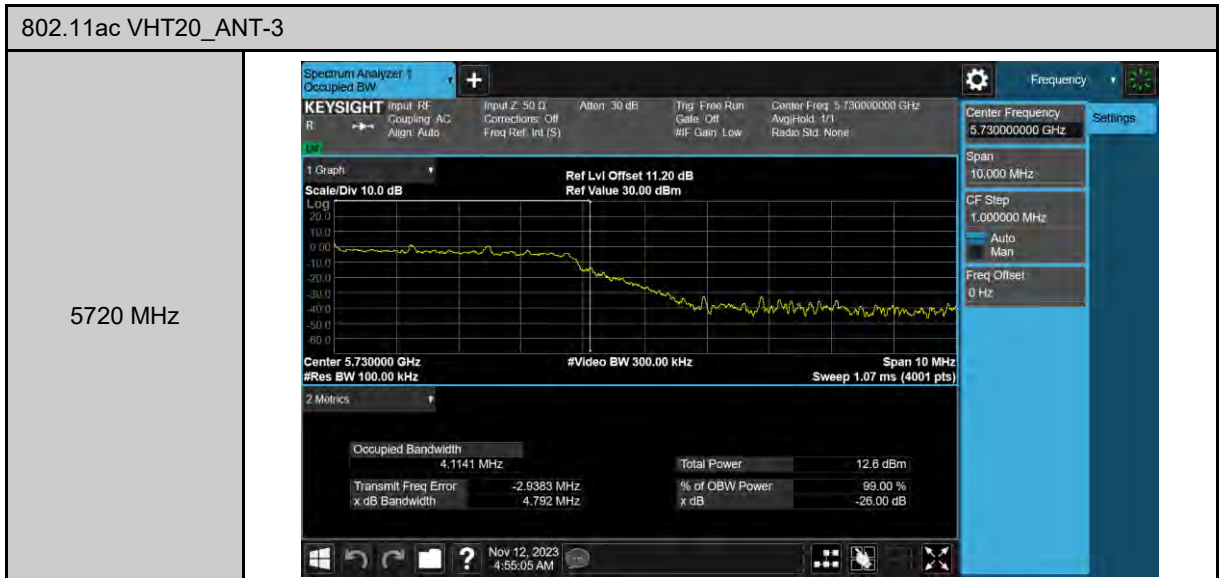 802.11ac VHT20_ANT-3
5720 MHz
Spectrum Analyzer 1
Occupied BW
Frequency
KEYSIGHT
R
Input: RF
Coupling: AC
Align: Auto
Input Z: 50 Ω
Corrections: Off
Freq Ref: Int (S)
Atten: 30 dB
Trig: Free Run
Gate: Off
#IF Gain: Low
Center Freq: 5.730000000 GHz
Avg|Hold: 1/1
Radio Std: None
1 Graph
Scale/Div 10.0 dB
Ref Lvl Offset 11.20 dB
Ref Value 30.00 dBm
Log
20.0
10.0
0.00
-10.0
-20.0
-30.0
-40.0
-50.0
-60.0
Center 5.730000 GHz
#Res BW 100.00 kHz
#Video BW 300.00 kHz
Span 10 MHz
Sweep 1.07 ms (4001 pts)
2 Metrics
Occupied Bandwidth
4.1141 MHz
Total Power 12.6 dBm
Transmit Freq Error -2.9383 MHz
% of OBW Power 99.00 %
x dB Bandwidth 4.792 MHz
x dB -26.00 dB
Center Frequency
5.730000000 GHz
Settings
Span
10.000 MHz
CF Step
1.000000 MHz
Auto
Man
Freq Offset
0 Hz
?
Nov 12, 2023
4:55:05 AM